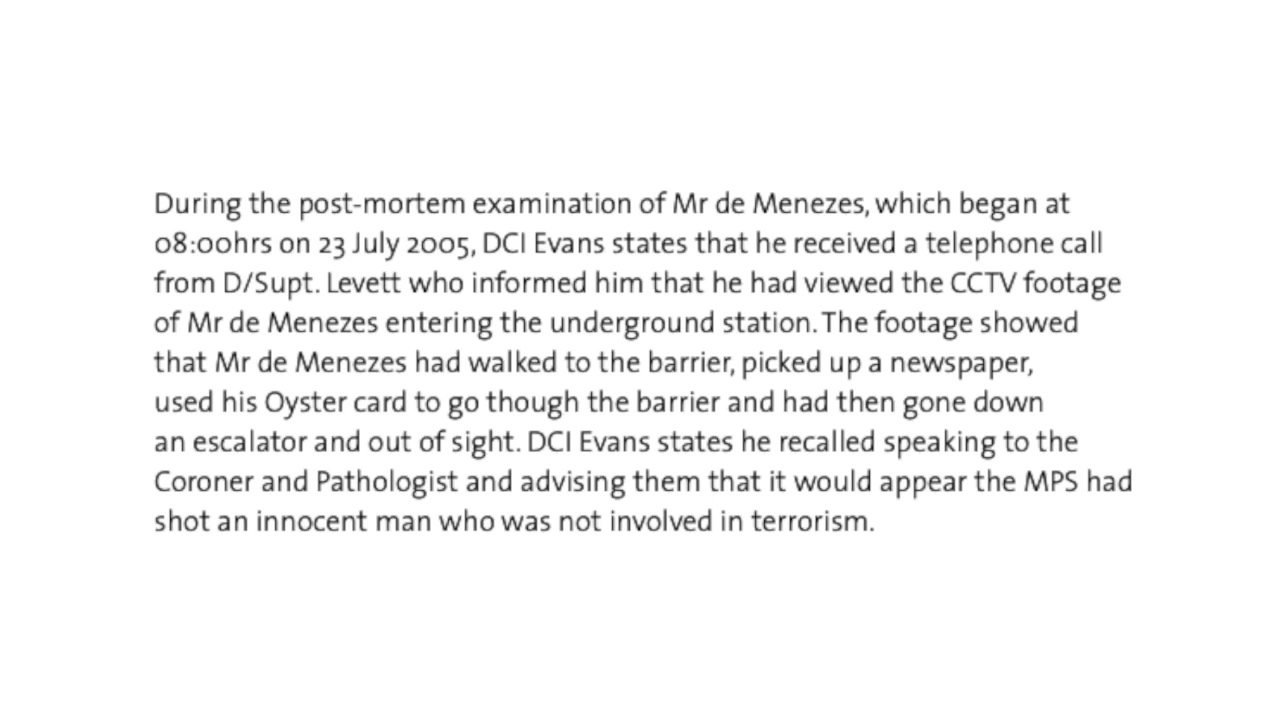 During the post-mortem examination of Mr de Menezes, which began at
08:00hrs on 23 July 2005, DCI Evans states that he received a telephone call
from D/Supt. Levett who informed him that he had viewed the CCTV footage
of Mr de Menezes entering the underground station. The footage showed
that Mr de Menezes had walked to the barrier, picked up a newspaper,
used his Oyster card to go though the barrier and had then gone down
an escalator and out of sight. DCI Evans states he recalled speaking to the
Coroner and Pathologist and advising them that it would appear the MPS had
shot an innocent man who was not involved in terrorism.